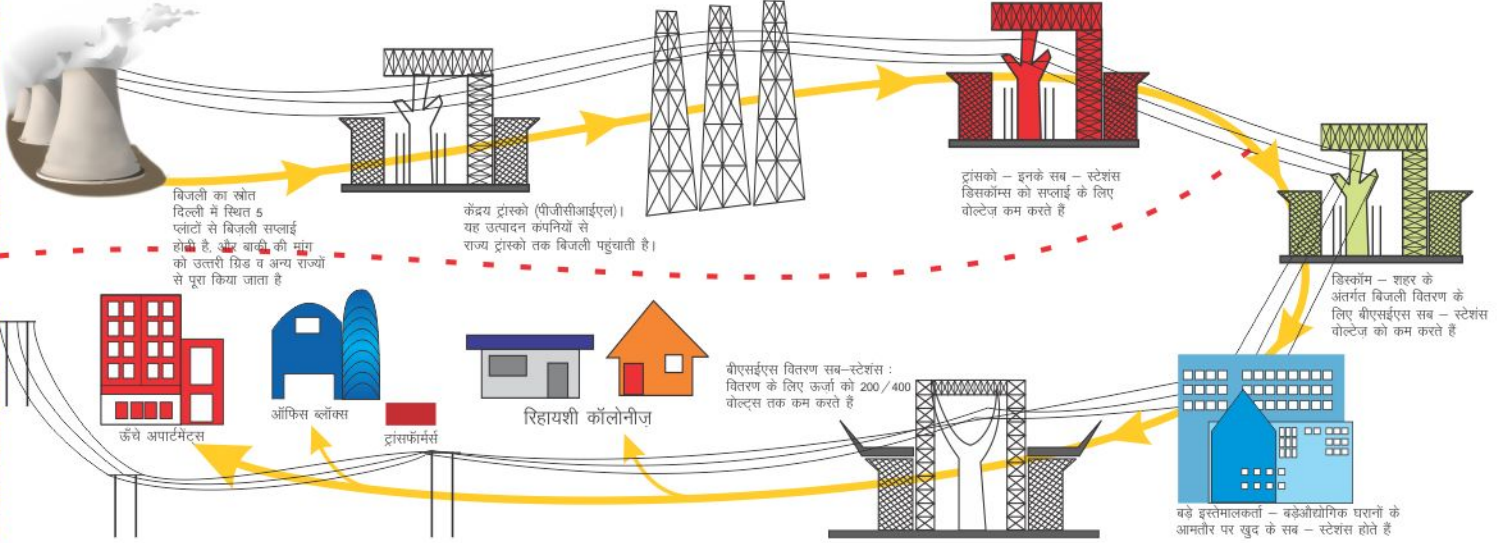 बिजली का स्रोत
दिल्ली में स्थित 5
प्लांटों से बिजली सप्लाई
होती है, और बाकी की मांग
को उत्तरी ग्रिड व अन्य राज्यों
से पूरा किया जाता है
केंद्रय ट्रांस्को (पीजीसीआईएल)।
यह उत्पादन कंपनियों से
राज्य ट्रांस्को तक बिजली पहुंचाती है।
ट्रांसको – इनके सब – स्टेशंस
डिसकॉम्स को सप्लाई के लिए
वोल्टेज़ कम करते हैं
डिस्कॉम – शहर के
अंतर्गत बिजली वितरण के
लिए बीएसईएस सब – स्टेशंस
वोल्टेज़ को कम करते हैं
बड़े इस्तेमालकर्ता – बड़ेऔद्योगिक घरानों के
आमतौर पर खुद के सब – स्टेशंस होते हैं
बीएसईएस वितरण सब–स्टेशंस :
वितरण के लिए ऊर्जा को 200/400
वोल्ट्स तक कम करते हैं
रिहायशी कॉलोनीज़
ट्रांसफॅार्मर्स
ऑफिस ब्लॉक्स
ऊँचे अपार्टमेंट्स